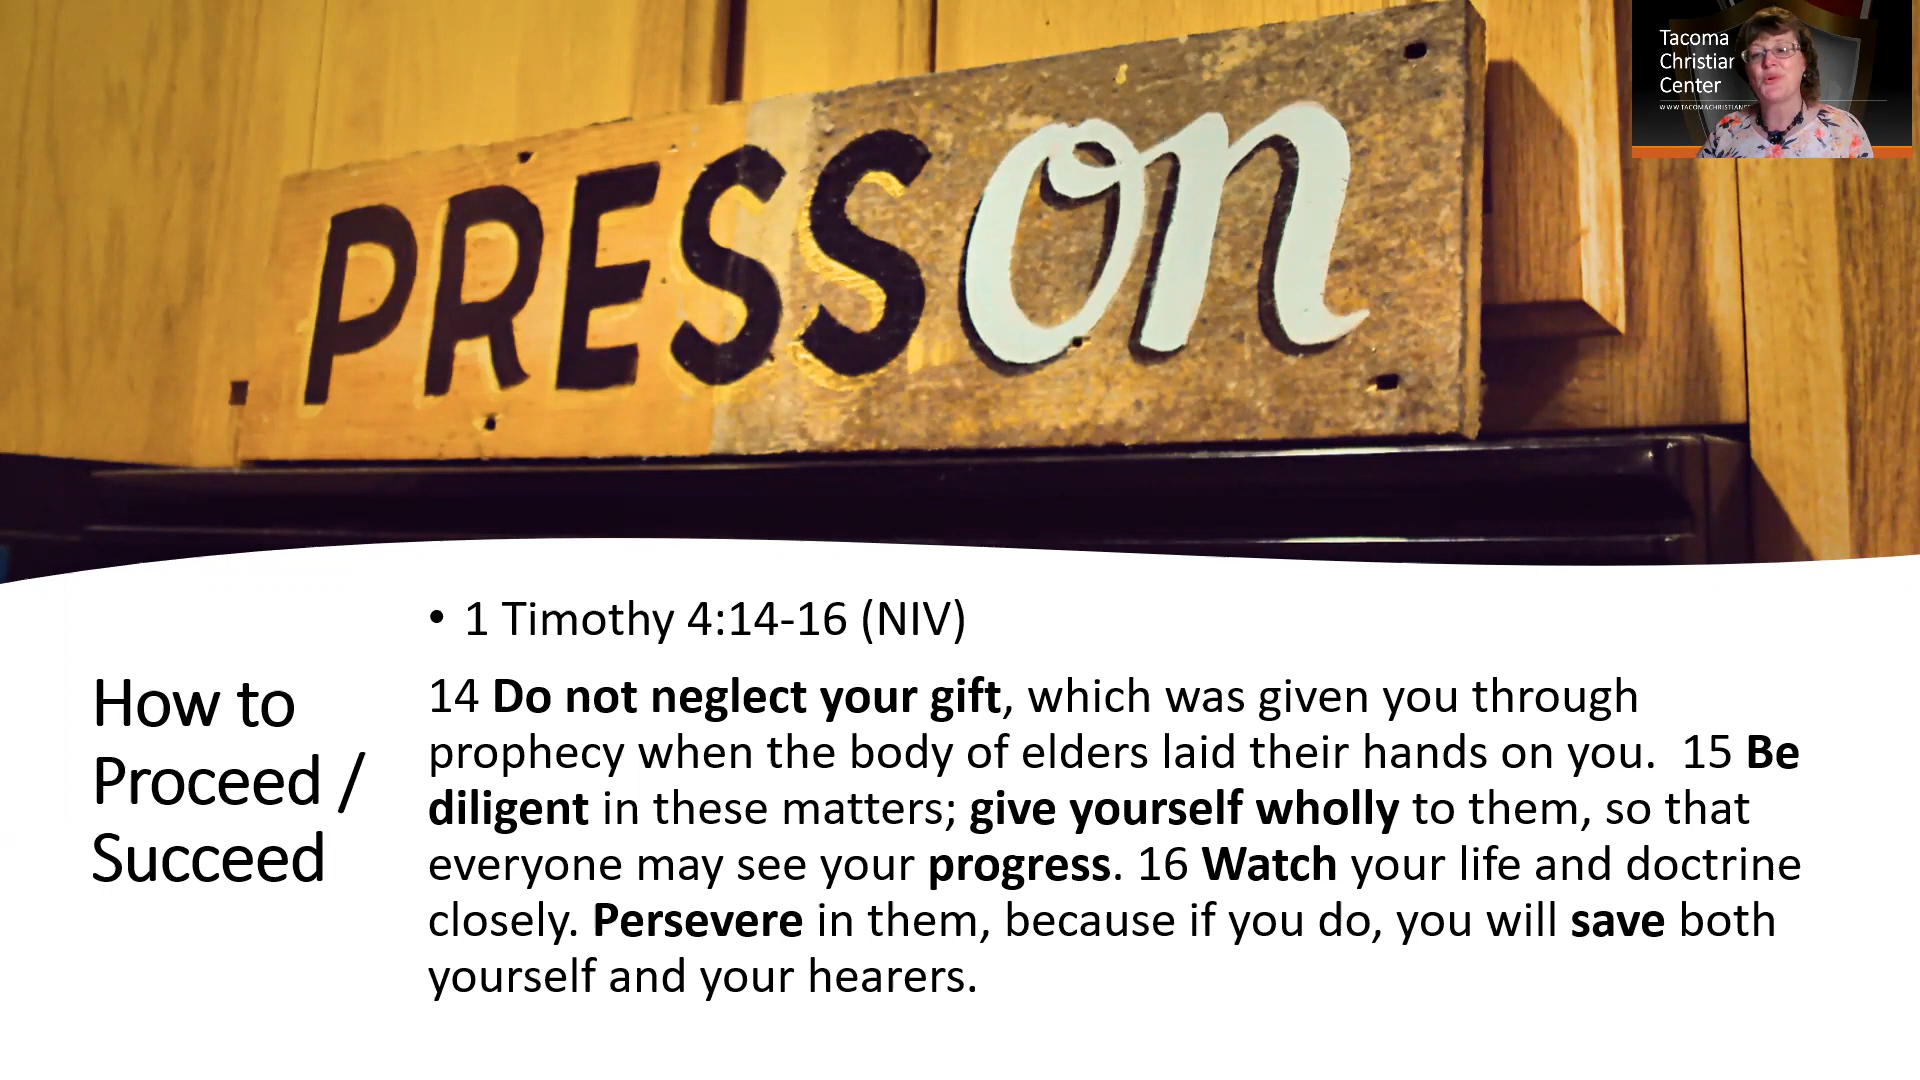 PRESS on
Tacoma
Christian
Center
• 1 Timothy 4:14-16 (NIV)
How to
Proceed /
Succeed
14 Do not neglect your gift, which was given you through
prophecy when the body of elders laid their hands on you.  15 Be
diligent in these matters; give yourself wholly to them, so that
everyone may see your progress. 16 Watch your life and doctrine
closely. Persevere in them, because if you do, you will save both
yourself and your hearers.